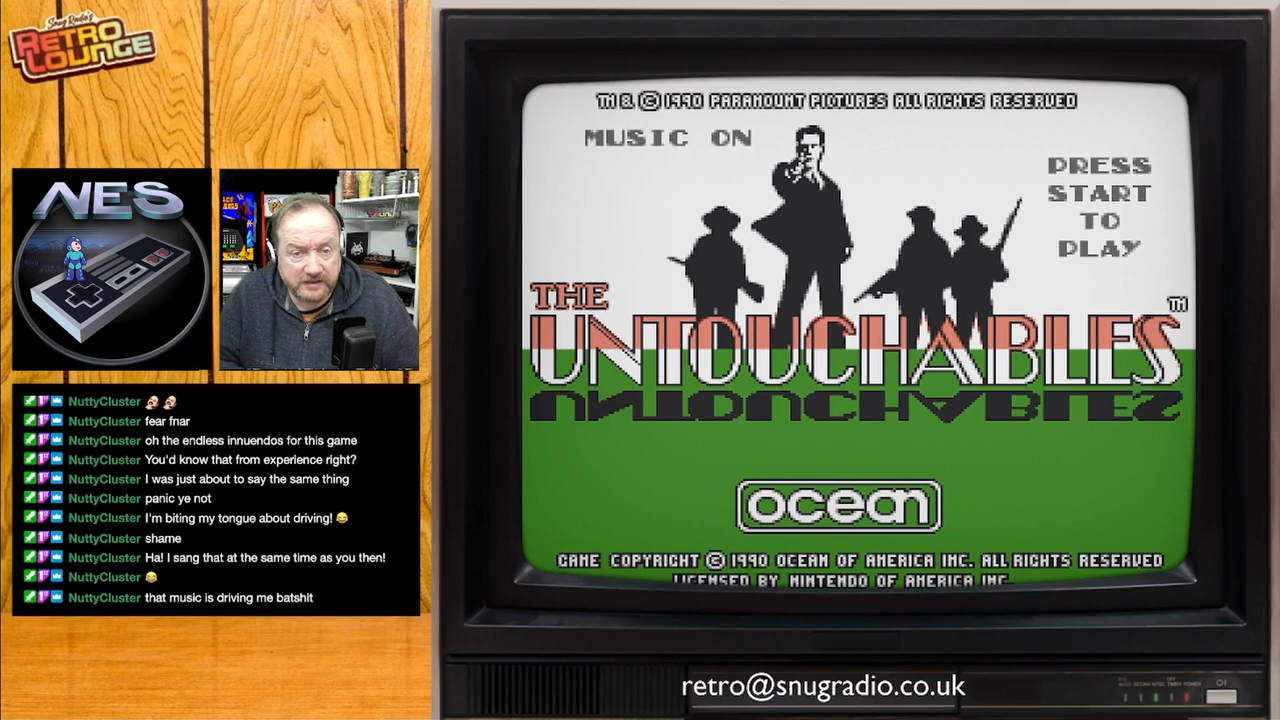 Snug Radio's
RETRO
LOUNGE
NES
NuttyCluster
NuttyCluster fear fnar
NuttyCluster oh the endless innuendos for this game
NuttyCluster You'd know that from experience right?
NuttyCluster I was just about to say the same thing
NuttyCluster panic ye not
NuttyCluster I'm biting my tongue about driving! 😂
NuttyCluster shame
NuttyCluster Ha! I sang that at the same time as you then!
NuttyCluster 😂
NuttyCluster that music is driving me batshit
TM & © 1990 PARAMOUNT PICTURES ALL RIGHTS RESERVED
MUSIC ON
PRESS
START
TO
PLAY
THE
UNTOUCHABLES TM
ocean
GAME COPYRIGHT © 1990 OCEAN OF AMERICA INC. ALL RIGHTS RESERVED
LICENSED BY NINTENDO OF AMERICA INC.
retro@snugradio.co.uk